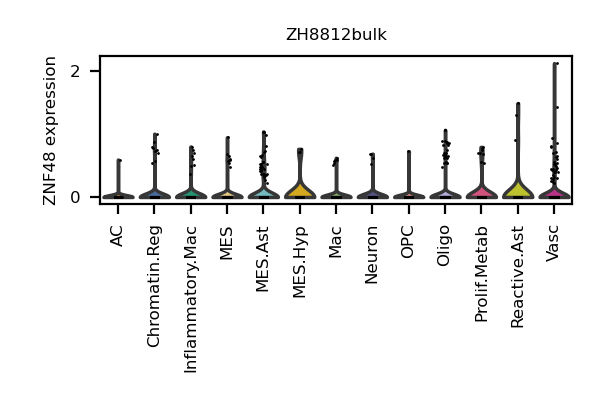 ZH8812bulk
ZNF48 expression
2
0
AC
Chromatin.Reg
Inflammatory.Mac
MES
MES.Ast
MES.Hyp
Mac
Neuron
OPC
Oligo
Prolif.Metab
Reactive.Ast
Vasc